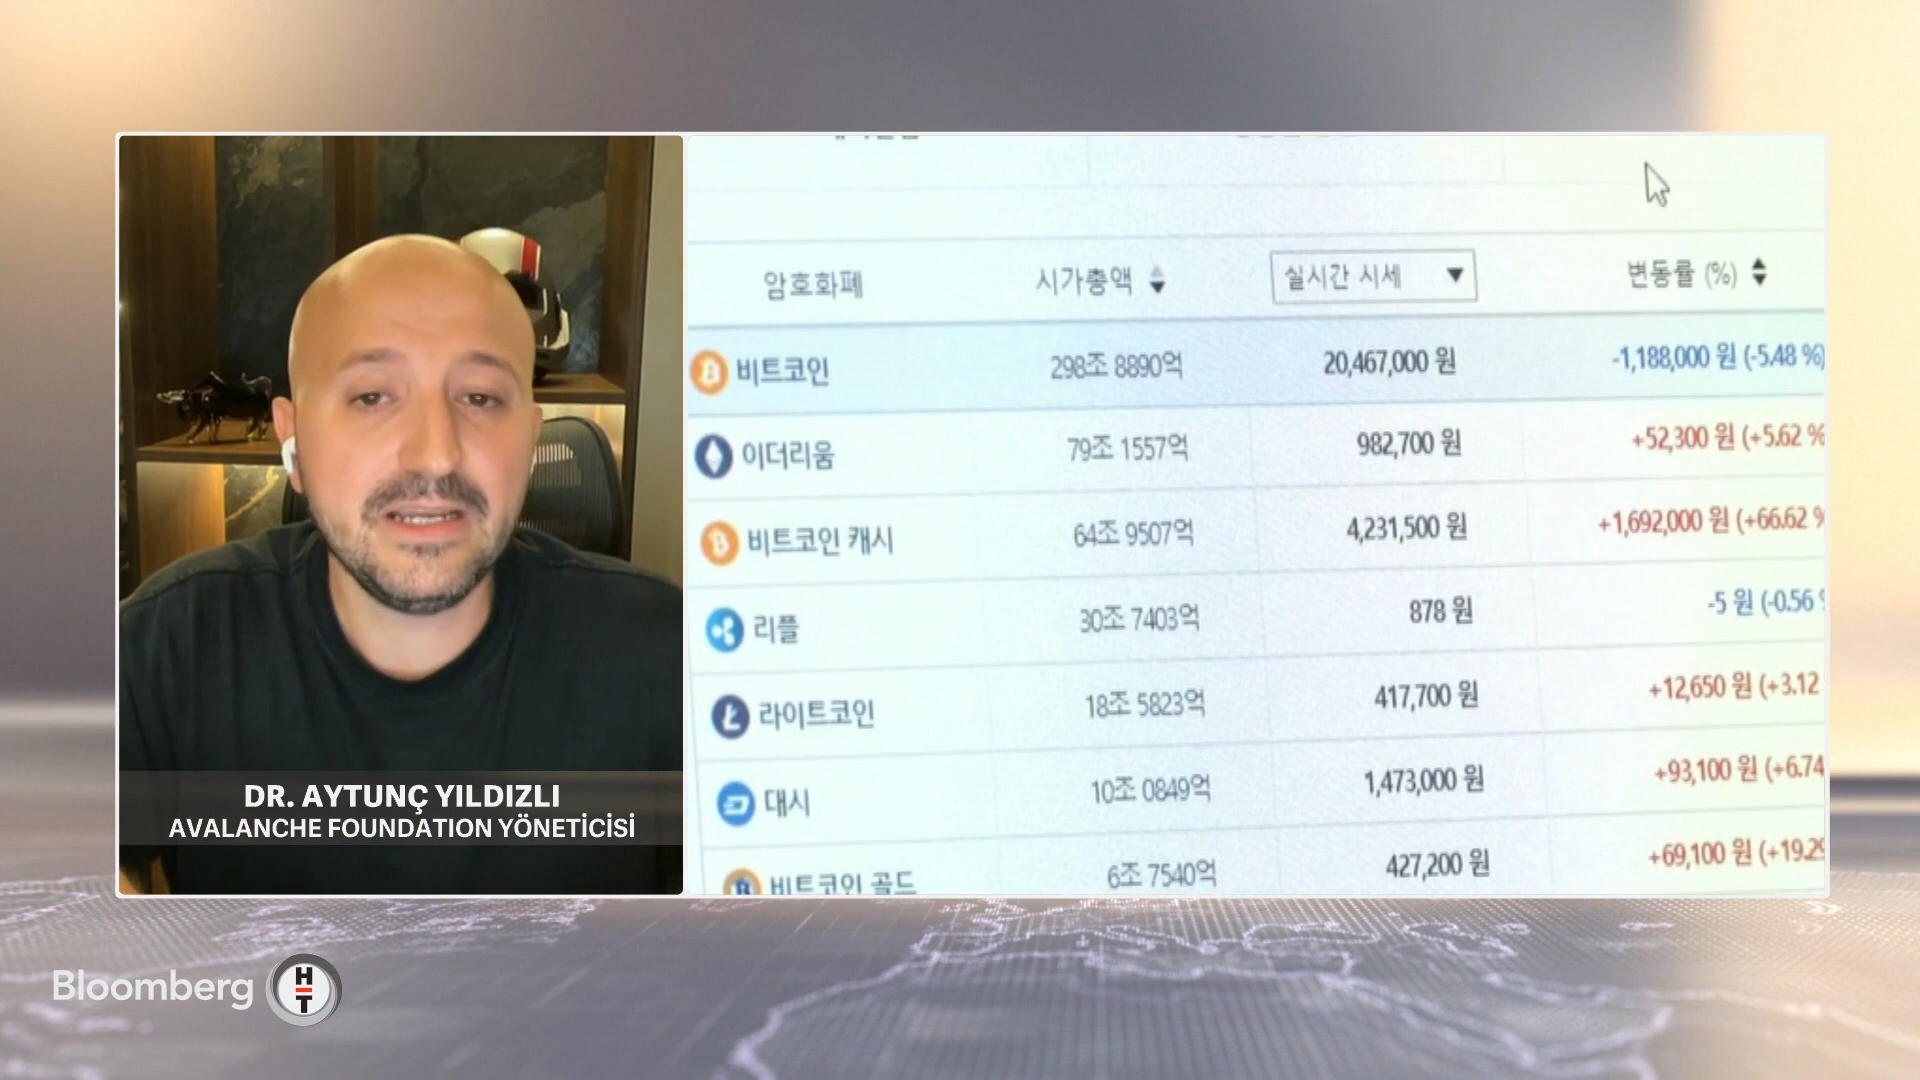 암호화폐 시가총액 실시간 시세 변동률 (%)
비트코인 298조 8890억 20,467,000 원 -1,188,000 원 (-5.48 %)
이더리움 79조 1557억 982,700 원 +52,300 원 (+5.62 %
비트코인 캐시 64조 9507억 4,231,500 원 +1,692,000 원 (+66.62 %
리플 30조 7403억 878 원 -5 원 (-0.56 %
라이트코인 18조 5823억 417,700 원 +12,650 원 (+3.12
대시 10조 0849억 1,473,000 원 +93,100 원 (+6.74
비트코인 골드 6조 7540억 427,200 원 +69,100 원 (+19.29
DR. AYTUNÇ YILDIZLI
AVALANCHE FOUNDATION YÖNETİCİSİ
Bloomberg HT